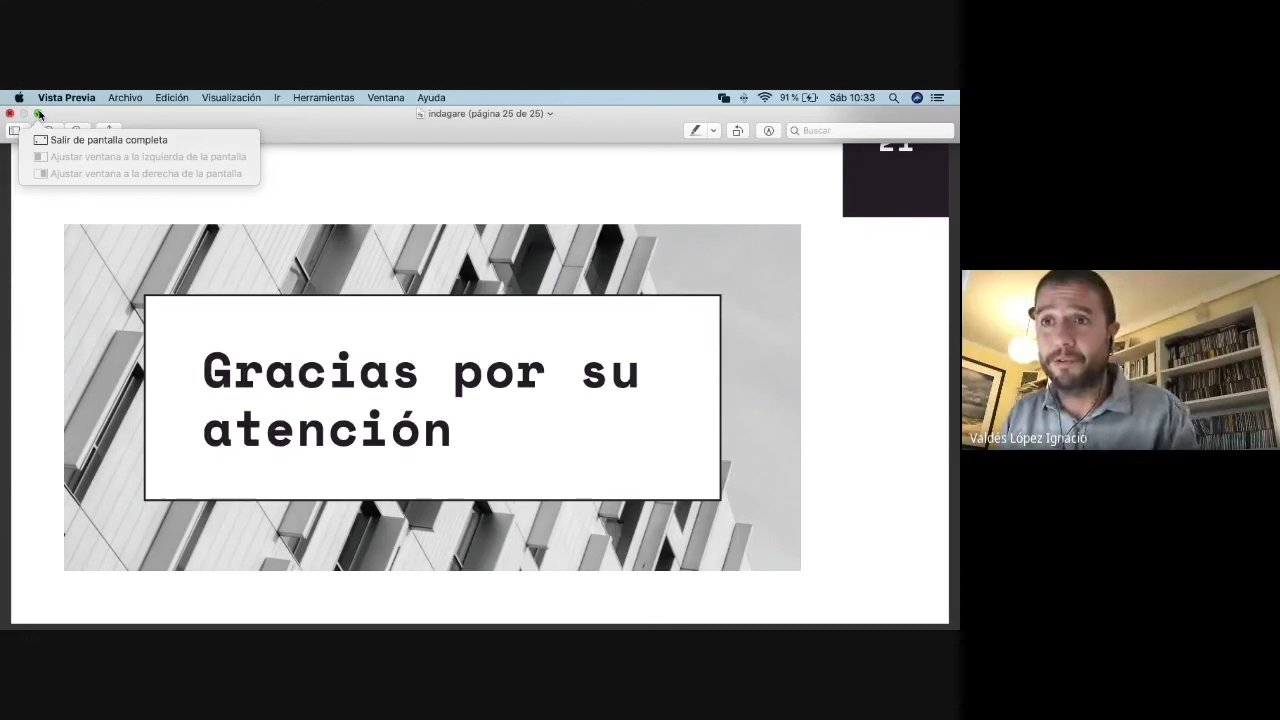 Vista Previa Archivo Edición Visualización Ir Herramientas Ventana Ayuda 91 % Sáb 10:33
indagare (página 25 de 25)
Buscar
Salir de pantalla completa
Ajustar ventana a la izquierda de la pantalla
Ajustar ventana a la derecha de la pantalla
21
Gracias por su
atención
Valdés López Ignacio